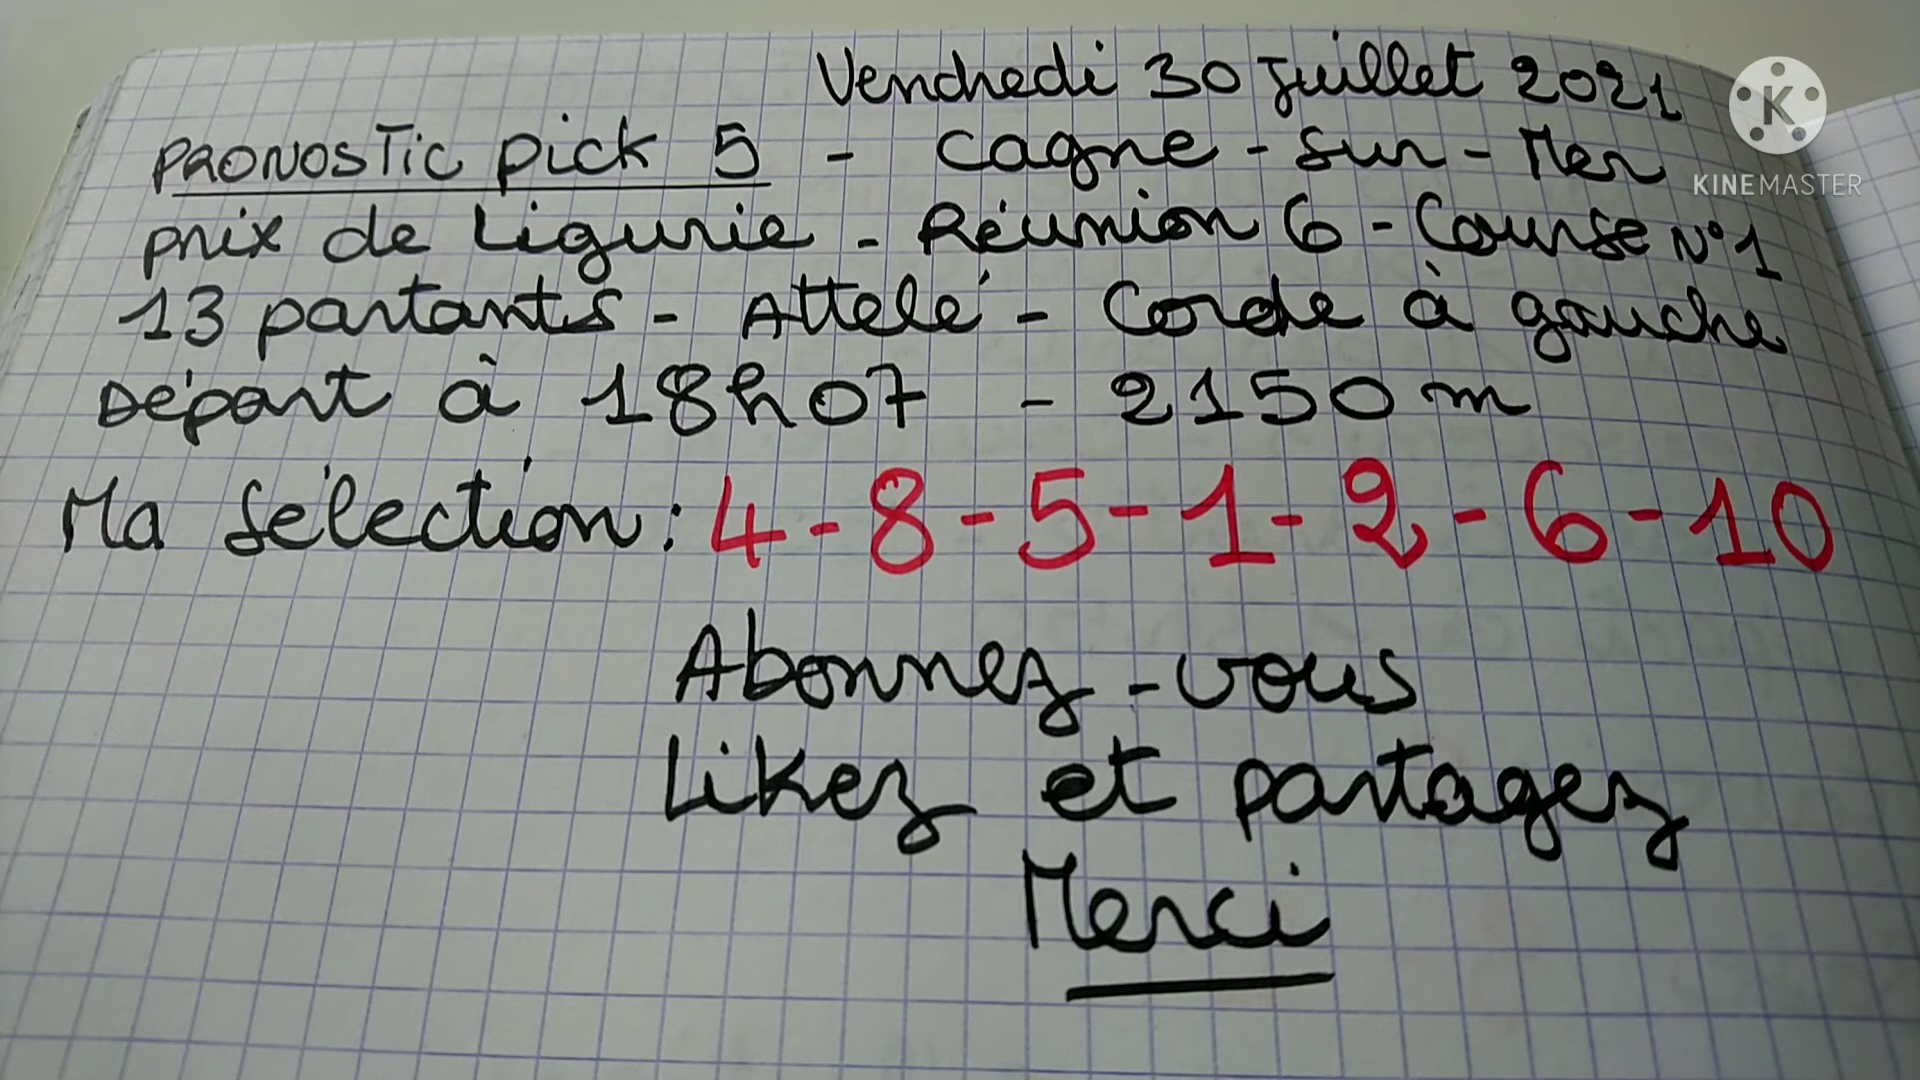 Vendredi 30 Juillet 2021
PRONOSTIC pick 5 - Cagne-sur-Mer
prix de Ligurie - Réunion 6 - Course N°1
13 partants - Attelé - Corde à gauche
Départ à 18h07 - 2150m
Ma sélection : 4-8-5-1-2-6-10
Abonnez-vous
Likez et partagez
Merci
K
KINEMASTER